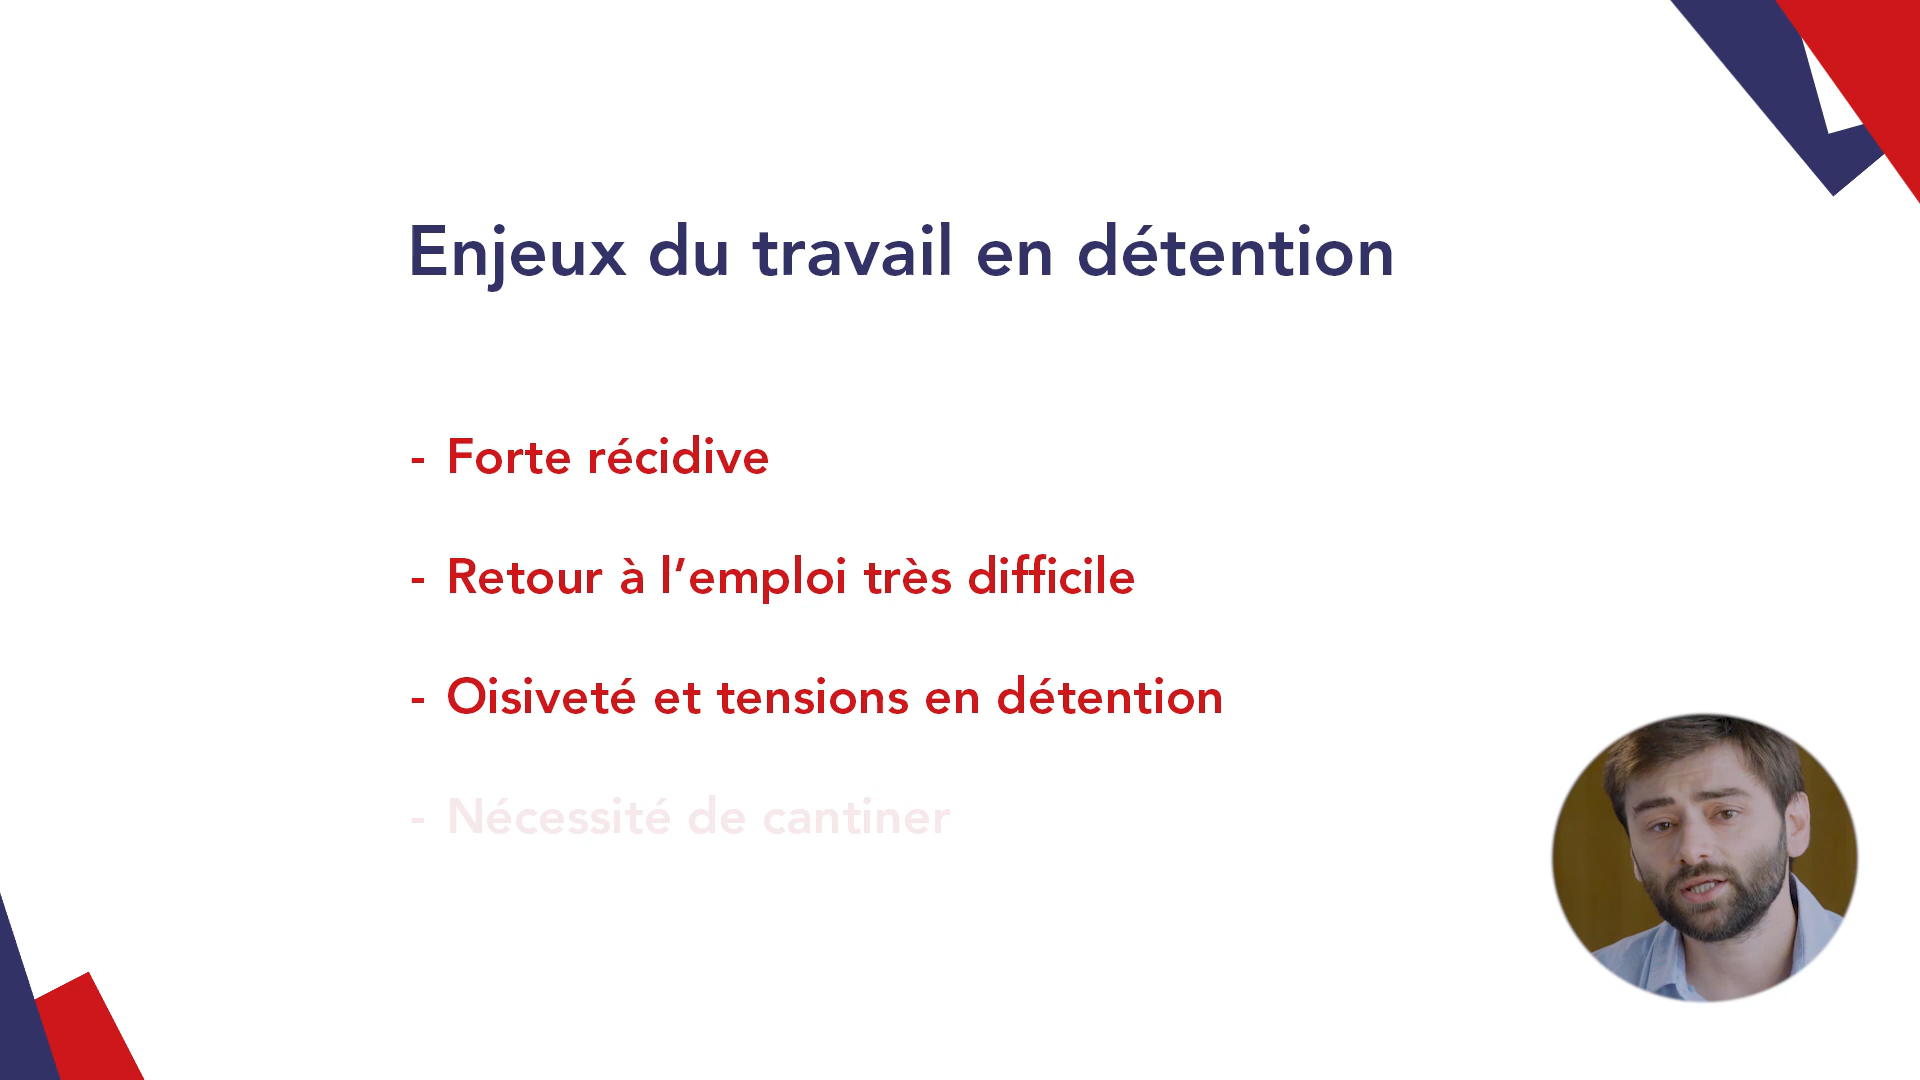 Enjeux du travail en détention
- Forte récidive
- Retour à l’emploi très difficile
- Oisiveté et tensions en détention
- Nécessité de cantiner